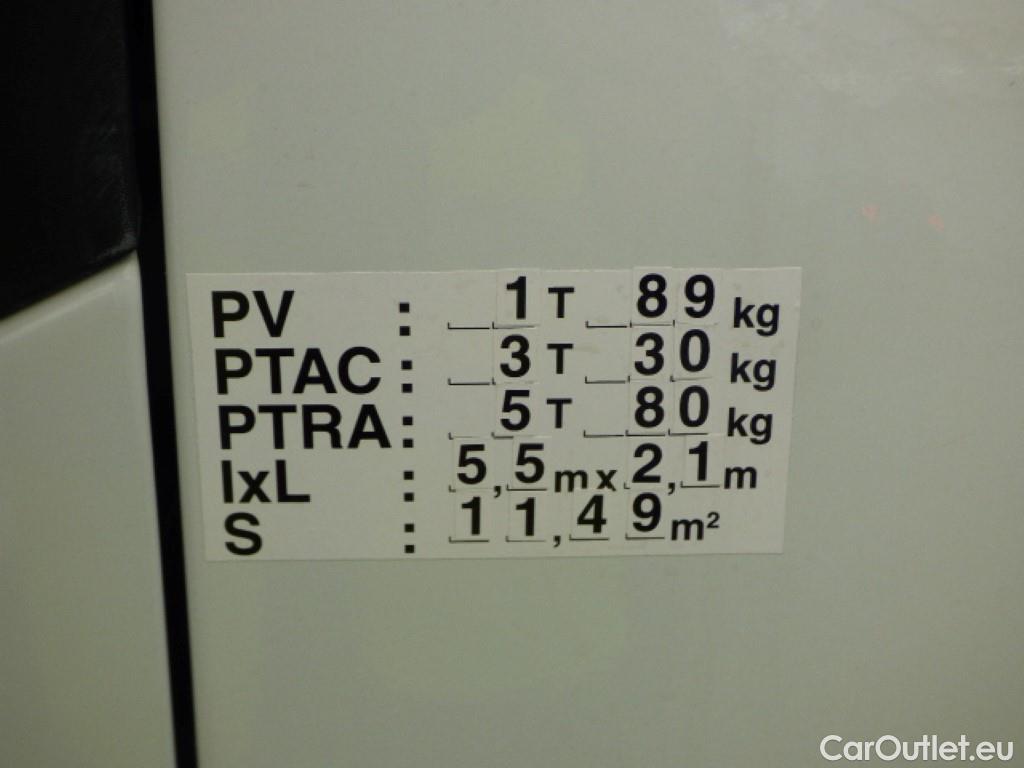 PV : _ 1 T _ 89 kg
PTAC : _ 3 T _ 30 kg
PTRA : _ 5 T _ 80 kg
lxL : 5,5 m x 2,1 m
S : 11,49 m²
CarOutlet.eu